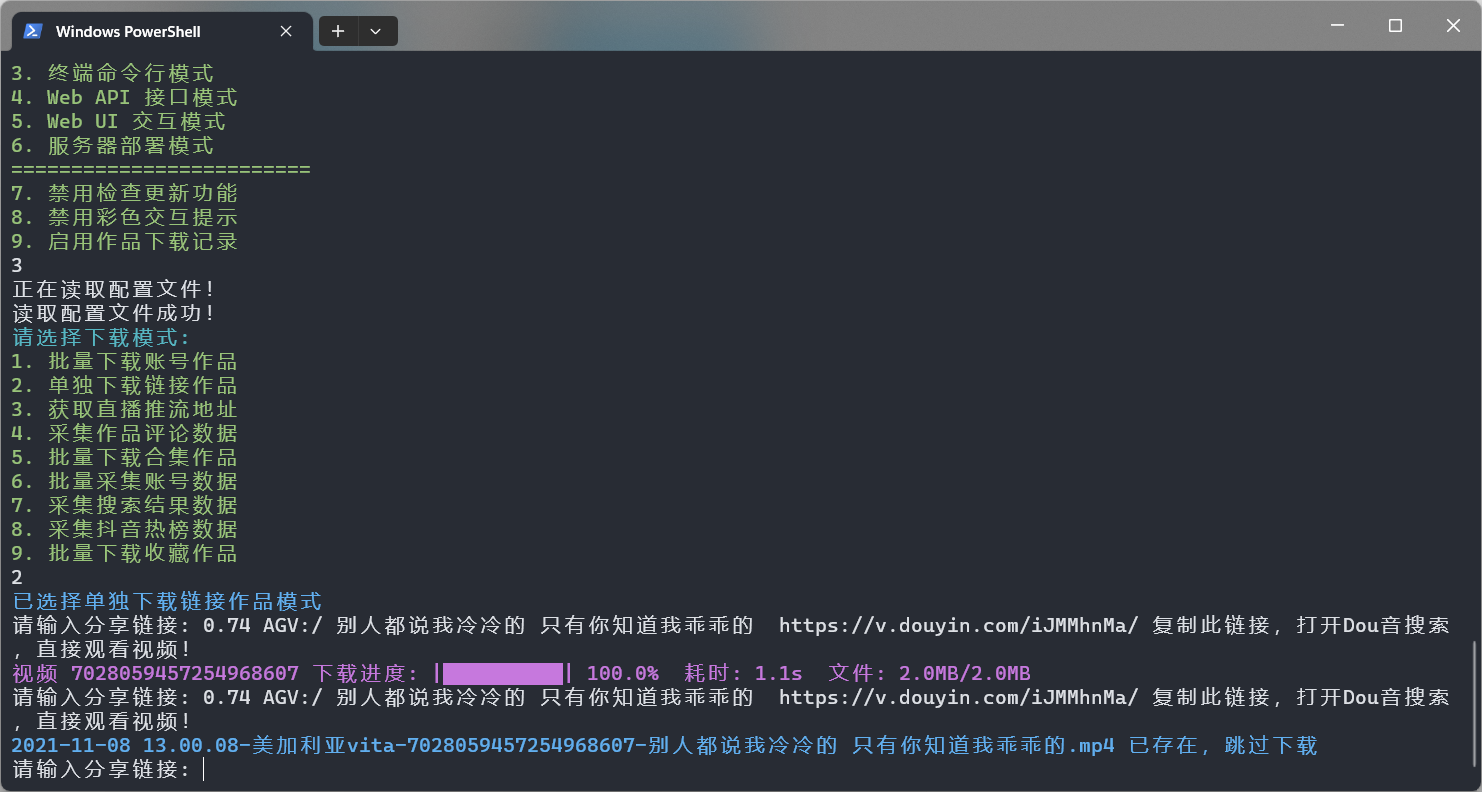 Windows PowerShell
3. 终端命令行模式
4. Web API 接口模式
5. Web UI 交互模式
6. 服务器部署模式
=========================
7. 禁用检查更新功能
8. 禁用彩色交互提示
9. 启用作品下载记录
3
正在读取配置文件！
读取配置文件成功！
请选择下载模式:
1. 批量下载账号作品
2. 单独下载链接作品
3. 获取直播推流地址
4. 采集作品评论数据
5. 批量下载合集作品
6. 批量采集账号数据
7. 采集搜索结果数据
8. 采集抖音热榜数据
9. 批量下载收藏作品
2
已选择单独下载链接作品模式
请输入分享链接: 0.74 AGV:/ 别人都说我冷冷的 只有你知道我乖乖的  https://v.douyin.com/iJMMhnMa/ 复制此链接，打开Dou音搜索
，直接观看视频！
视频 7028059457254968607 下载进度: |██████████| 100.0%  耗时: 1.1s  文件: 2.0MB/2.0MB
请输入分享链接: 0.74 AGV:/ 别人都说我冷冷的 只有你知道我乖乖的  https://v.douyin.com/iJMMhnMa/ 复制此链接，打开Dou音搜索
，直接观看视频！
2021-11-08 13.00.08-美加利亚vita-7028059457254968607-别人都说我冷冷的 只有你知道我乖乖的.mp4 已存在，跳过下载
请输入分享链接: